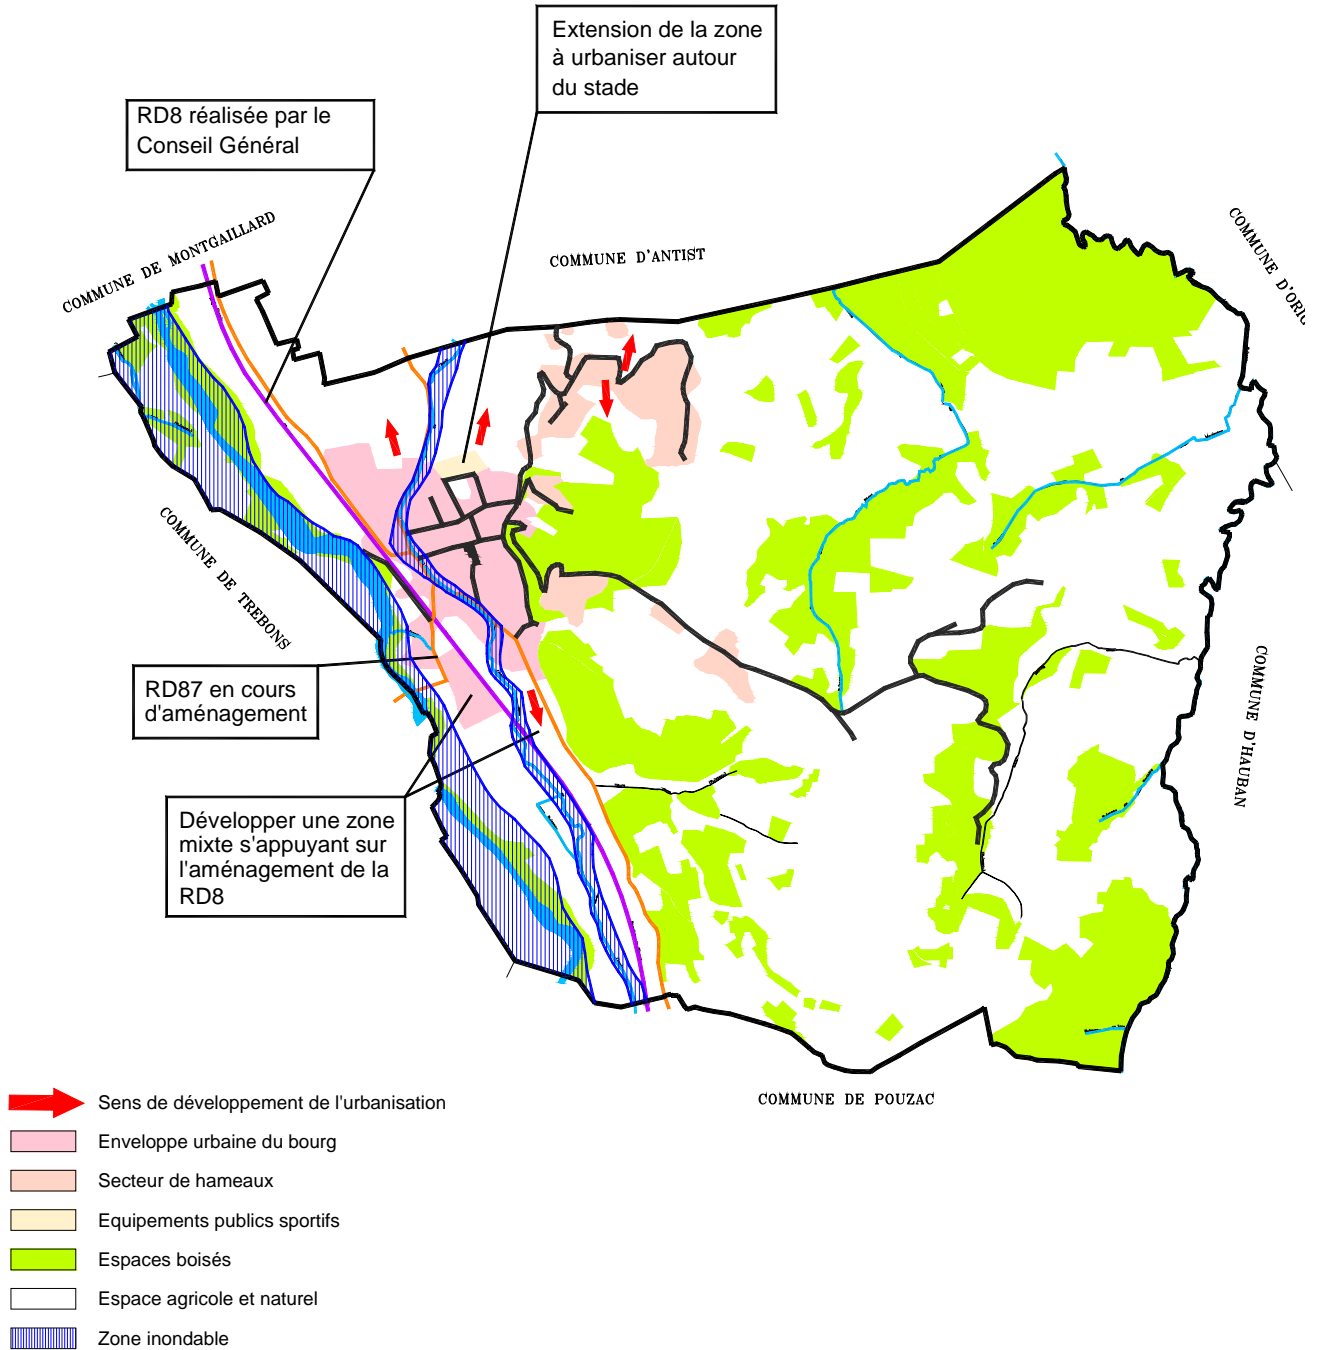 Extension de la zone
à urbaniser autour
du stade
RD8 réalisée par le
Conseil Général
COMMUNE DE MONTGAILLARD
COMMUNE D'ANTIST
COMMUNE D'ORIG
COMMUNE DE TREBONS
COMMUNE D'HAUBAN
RD87 en cours
d'aménagement
Développer une zone
mixte s'appuyant sur
l'aménagement de la
RD8
COMMUNE DE POUZAC
Sens de développement de l'urbanisation
Enveloppe urbaine du bourg
Secteur de hameaux
Equipements publics sportifs
Espaces boisés
Espace agricole et naturel
Zone inondable